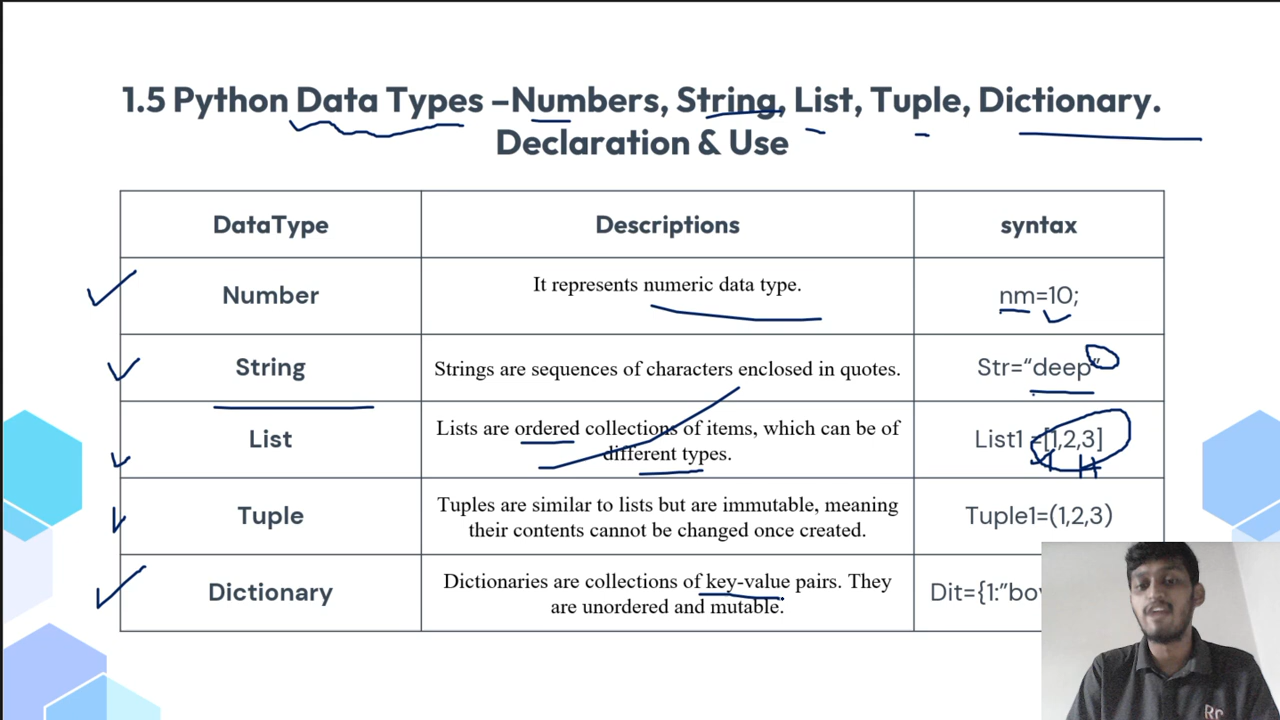 1.5 Python Data Types –Numbers, String, List, Tuple, Dictionary.
Declaration & Use
DataType
Descriptions
syntax
Number
It represents numeric data type.
nm=10;
String
Strings are sequences of characters enclosed in quotes.
Str=“deep”
List
Lists are ordered collections of items, which can be of
different types.
List1 =[1,2,3]
Tuple
Tuples are similar to lists but are immutable, meaning
their contents cannot be changed once created.
Tuple1=(1,2,3)
Dictionary
Dictionaries are collections of key-value pairs. They
are unordered and mutable.
Dit={1:”bo